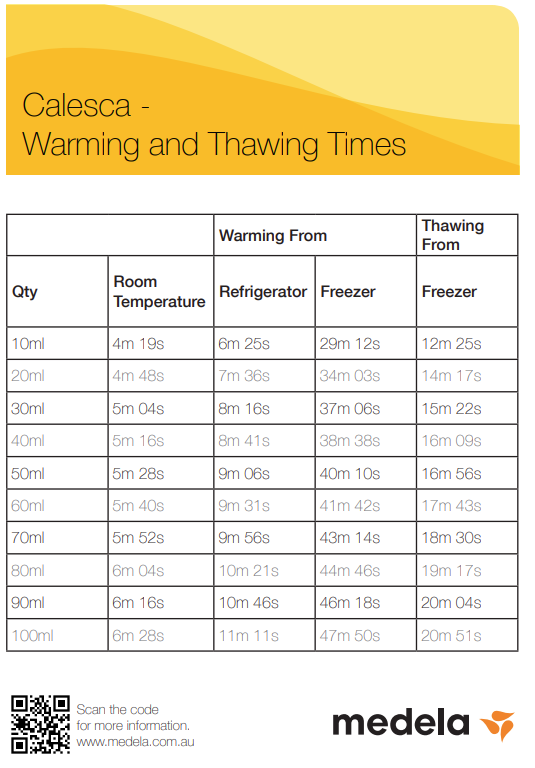 Calesca -
Warming and Thawing Times
Warming From
Thawing
From
Qty
Room
Temperature
Refrigerator
Freezer
Freezer
10ml 4m 19s 6m 25s 29m 12s 12m 25s
20ml 4m 48s 7m 36s 34m 03s 14m 17s
30ml 5m 04s 8m 16s 37m 06s 15m 22s
40ml 5m 16s 8m 41s 38m 38s 16m 09s
50ml 5m 28s 9m 06s 40m 10s 16m 56s
60ml 5m 40s 9m 31s 41m 42s 17m 43s
70ml 5m 52s 9m 56s 43m 14s 18m 30s
80ml 6m 04s 10m 21s 44m 46s 19m 17s
90ml 6m 16s 10m 46s 46m 18s 20m 04s
100ml 6m 28s 11m 11s 47m 50s 20m 51s
Scan the code
for more information.
www.medela.com.au
medela